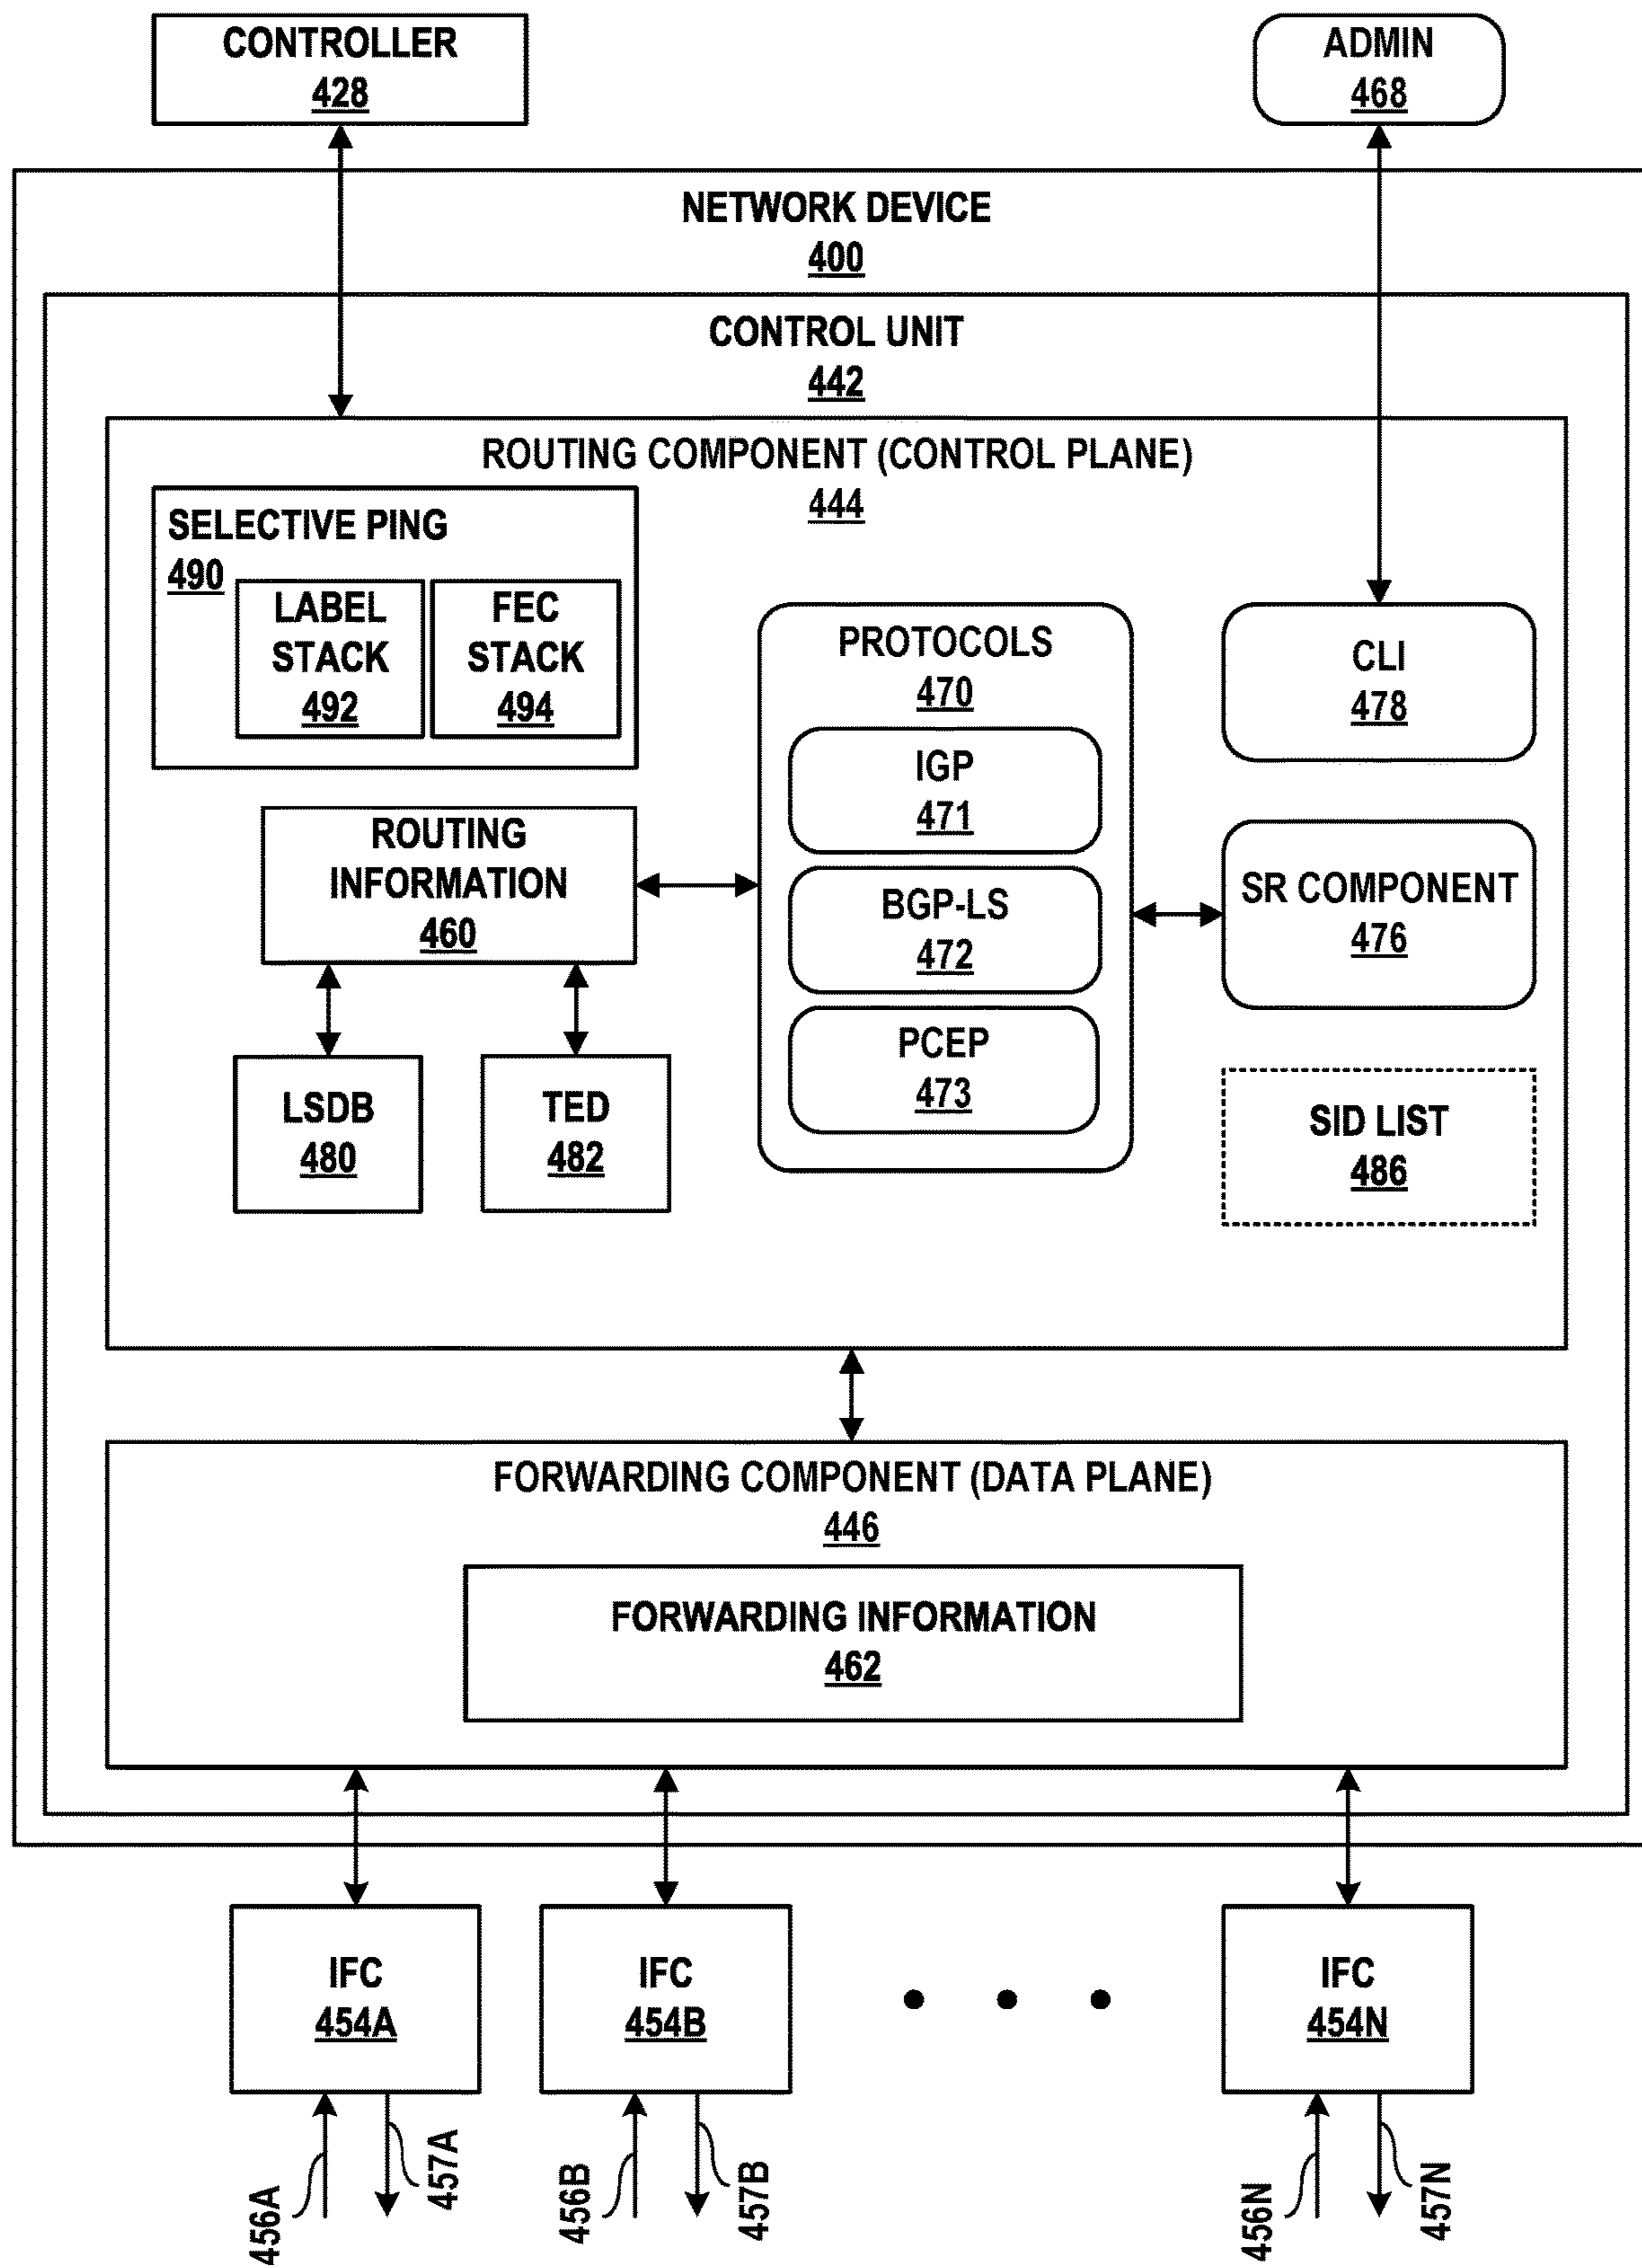 CONTROLLER
428
ADMIN
468
NETWORK DEVICE
400
CONTROL UNIT
442
ROUTING COMPONENT (CONTROL PLANE)
444
SELECTIVE PING
490
LABEL
STACK
492
FEC
STACK
494
PROTOCOLS
470
IGP
471
BGP-LS
472
PCEP
473
CLI
478
SR COMPONENT
476
SID LIST
486
ROUTING
INFORMATION
460
LSDB
480
TED
482
FORWARDING COMPONENT (DATA PLANE)
446
FORWARDING INFORMATION
462
IFC
454A
IFC
454B
IFC
454N
456A
457A
456B
457B
456N
457N